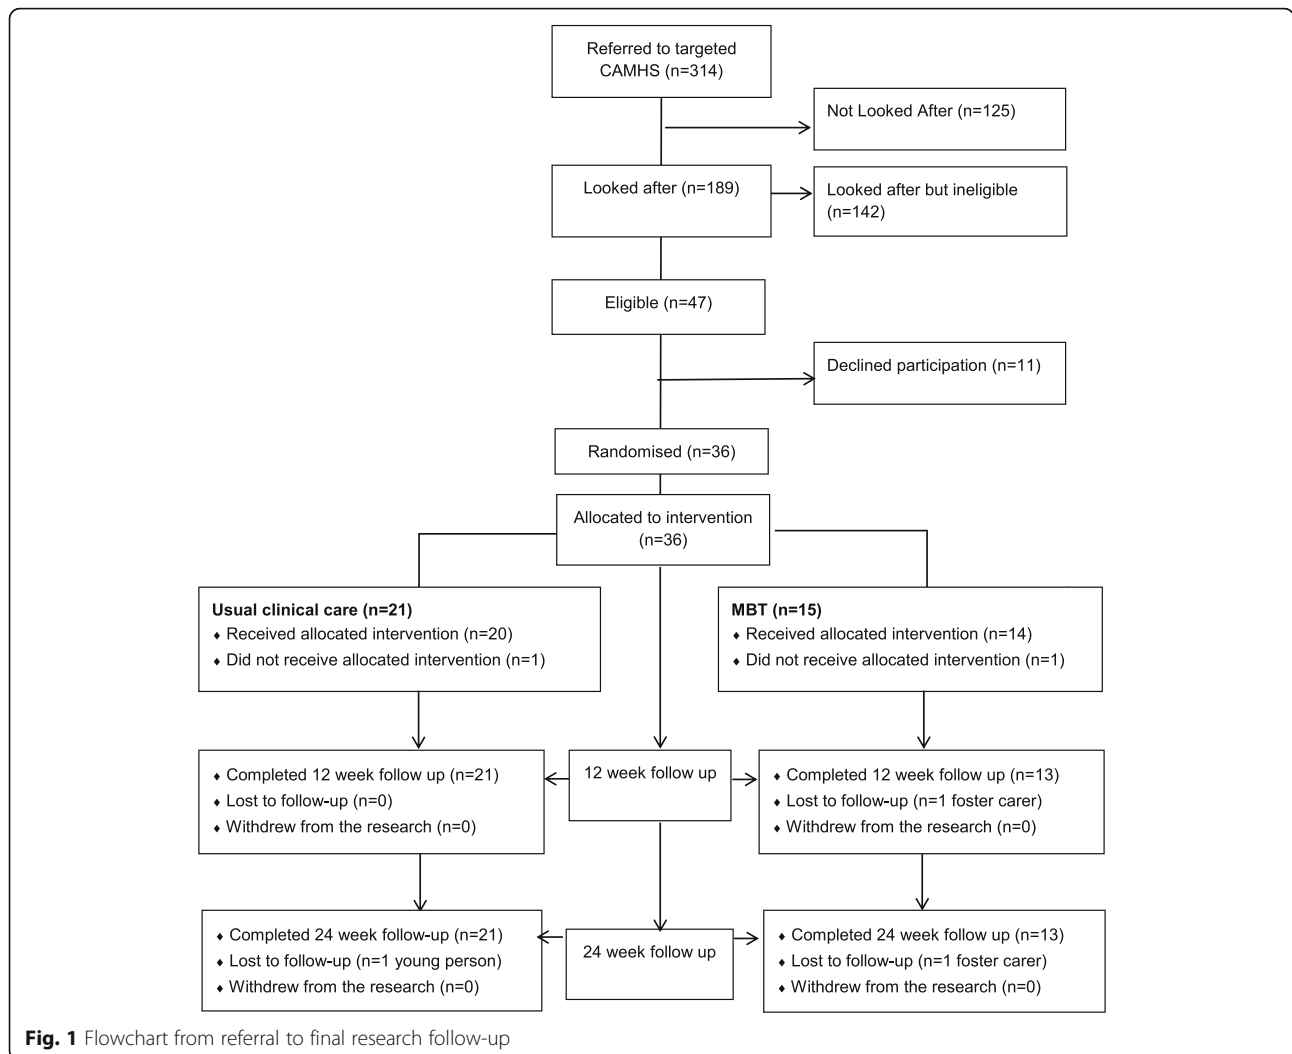 Referred to targeted
CAMHS (n=314)
Not Looked After (n=125)
Looked after (n=189)
Looked after but ineligible
(n=142)
Eligible (n=47)
Declined participation (n=11)
Randomised (n=36)
Allocated to intervention
(n=36)
Usual clinical care (n=21)
♦ Received allocated intervention (n=20)
♦ Did not receive allocated intervention (n=1)
MBT (n=15)
♦ Received allocated intervention (n=14)
♦ Did not receive allocated intervention (n=1)
♦ Completed 12 week follow up (n=21)
♦ Lost to follow-up (n=0)
♦ Withdrew from the research (n=0)
12 week follow up
♦ Completed 12 week follow up (n=13)
♦ Lost to follow-up (n=1 foster carer)
♦ Withdrew from the research (n=0)
♦ Completed 24 week follow-up (n=21)
♦ Lost to follow-up (n=1 young person)
♦ Withdrew from the research (n=0)
24 week follow up
♦ Completed 24 week follow up (n=13)
♦ Lost to follow-up (n=1 foster carer)
♦ Withdrew from the research (n=0)
Fig. 1 Flowchart from referral to final research follow-up